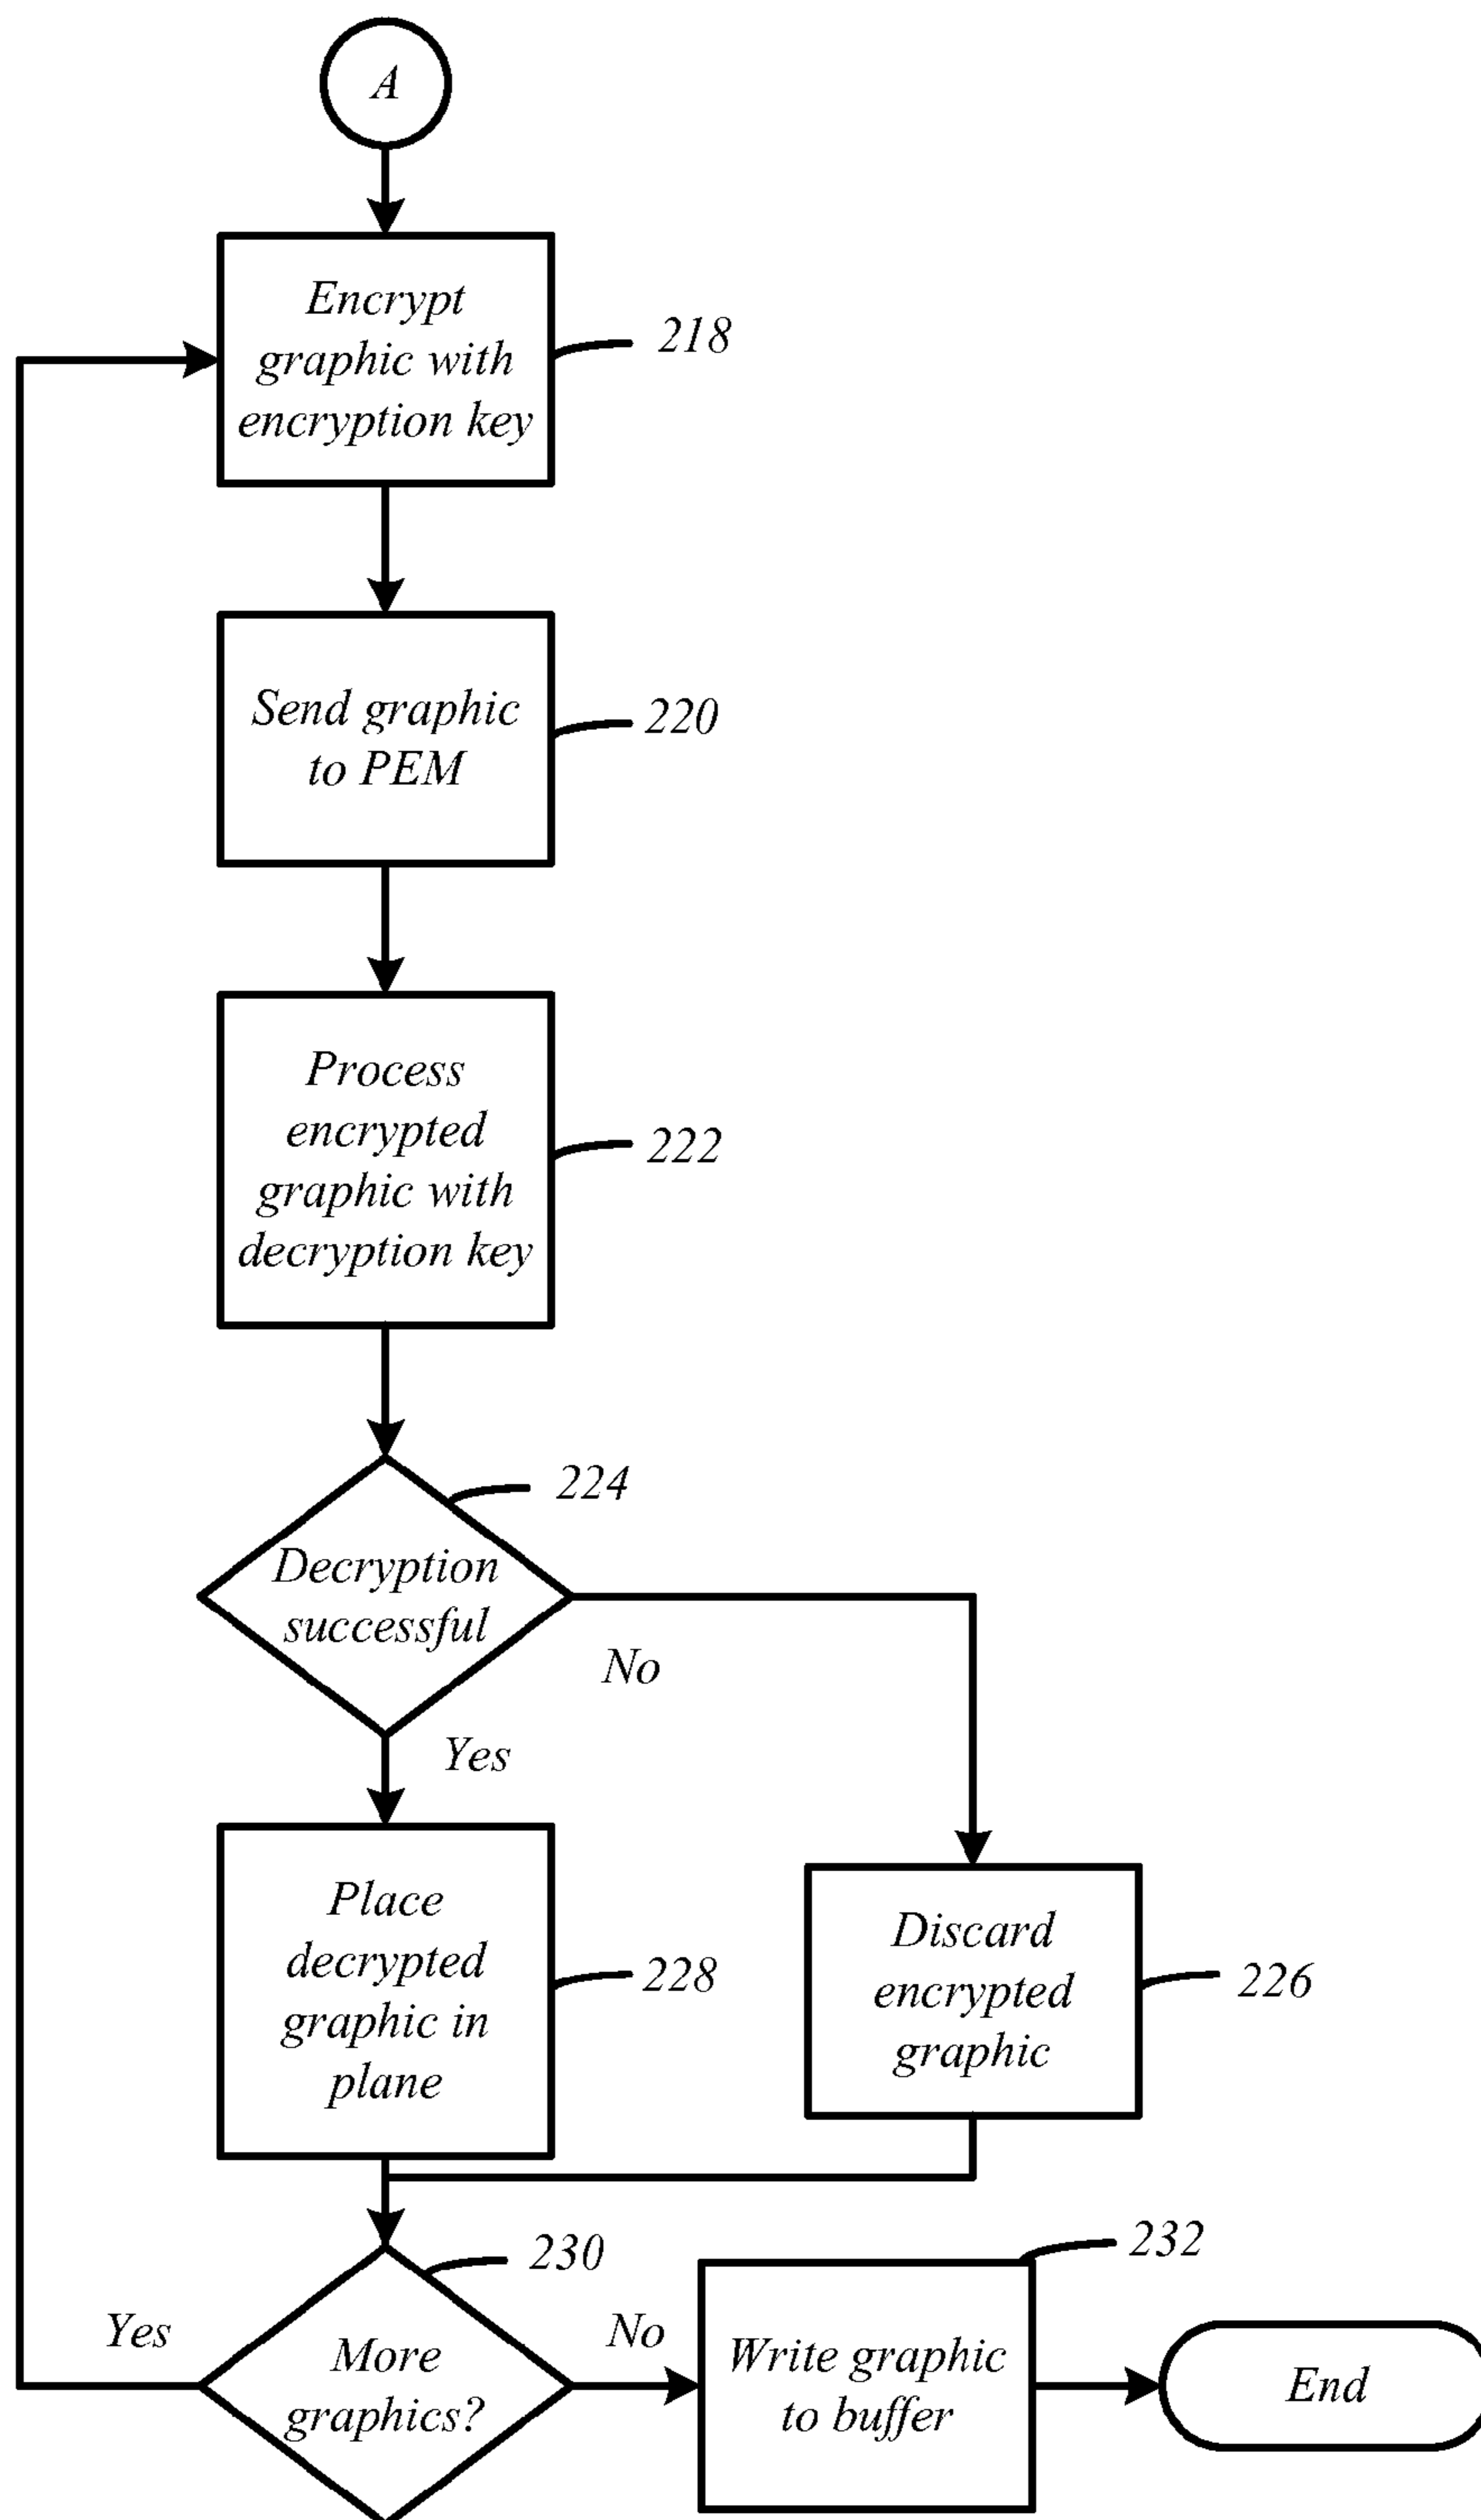 A
Encrypt
graphic with
encryption key
218
Send graphic
to PEM
220
Process
encrypted
graphic with
decryption key
222
224
Decryption
successful
No
Yes
Place
decrypted
graphic in
plane
228
Discard
encrypted
graphic
226
230
232
Yes
More
graphics?
No
Write graphic
to buffer
End